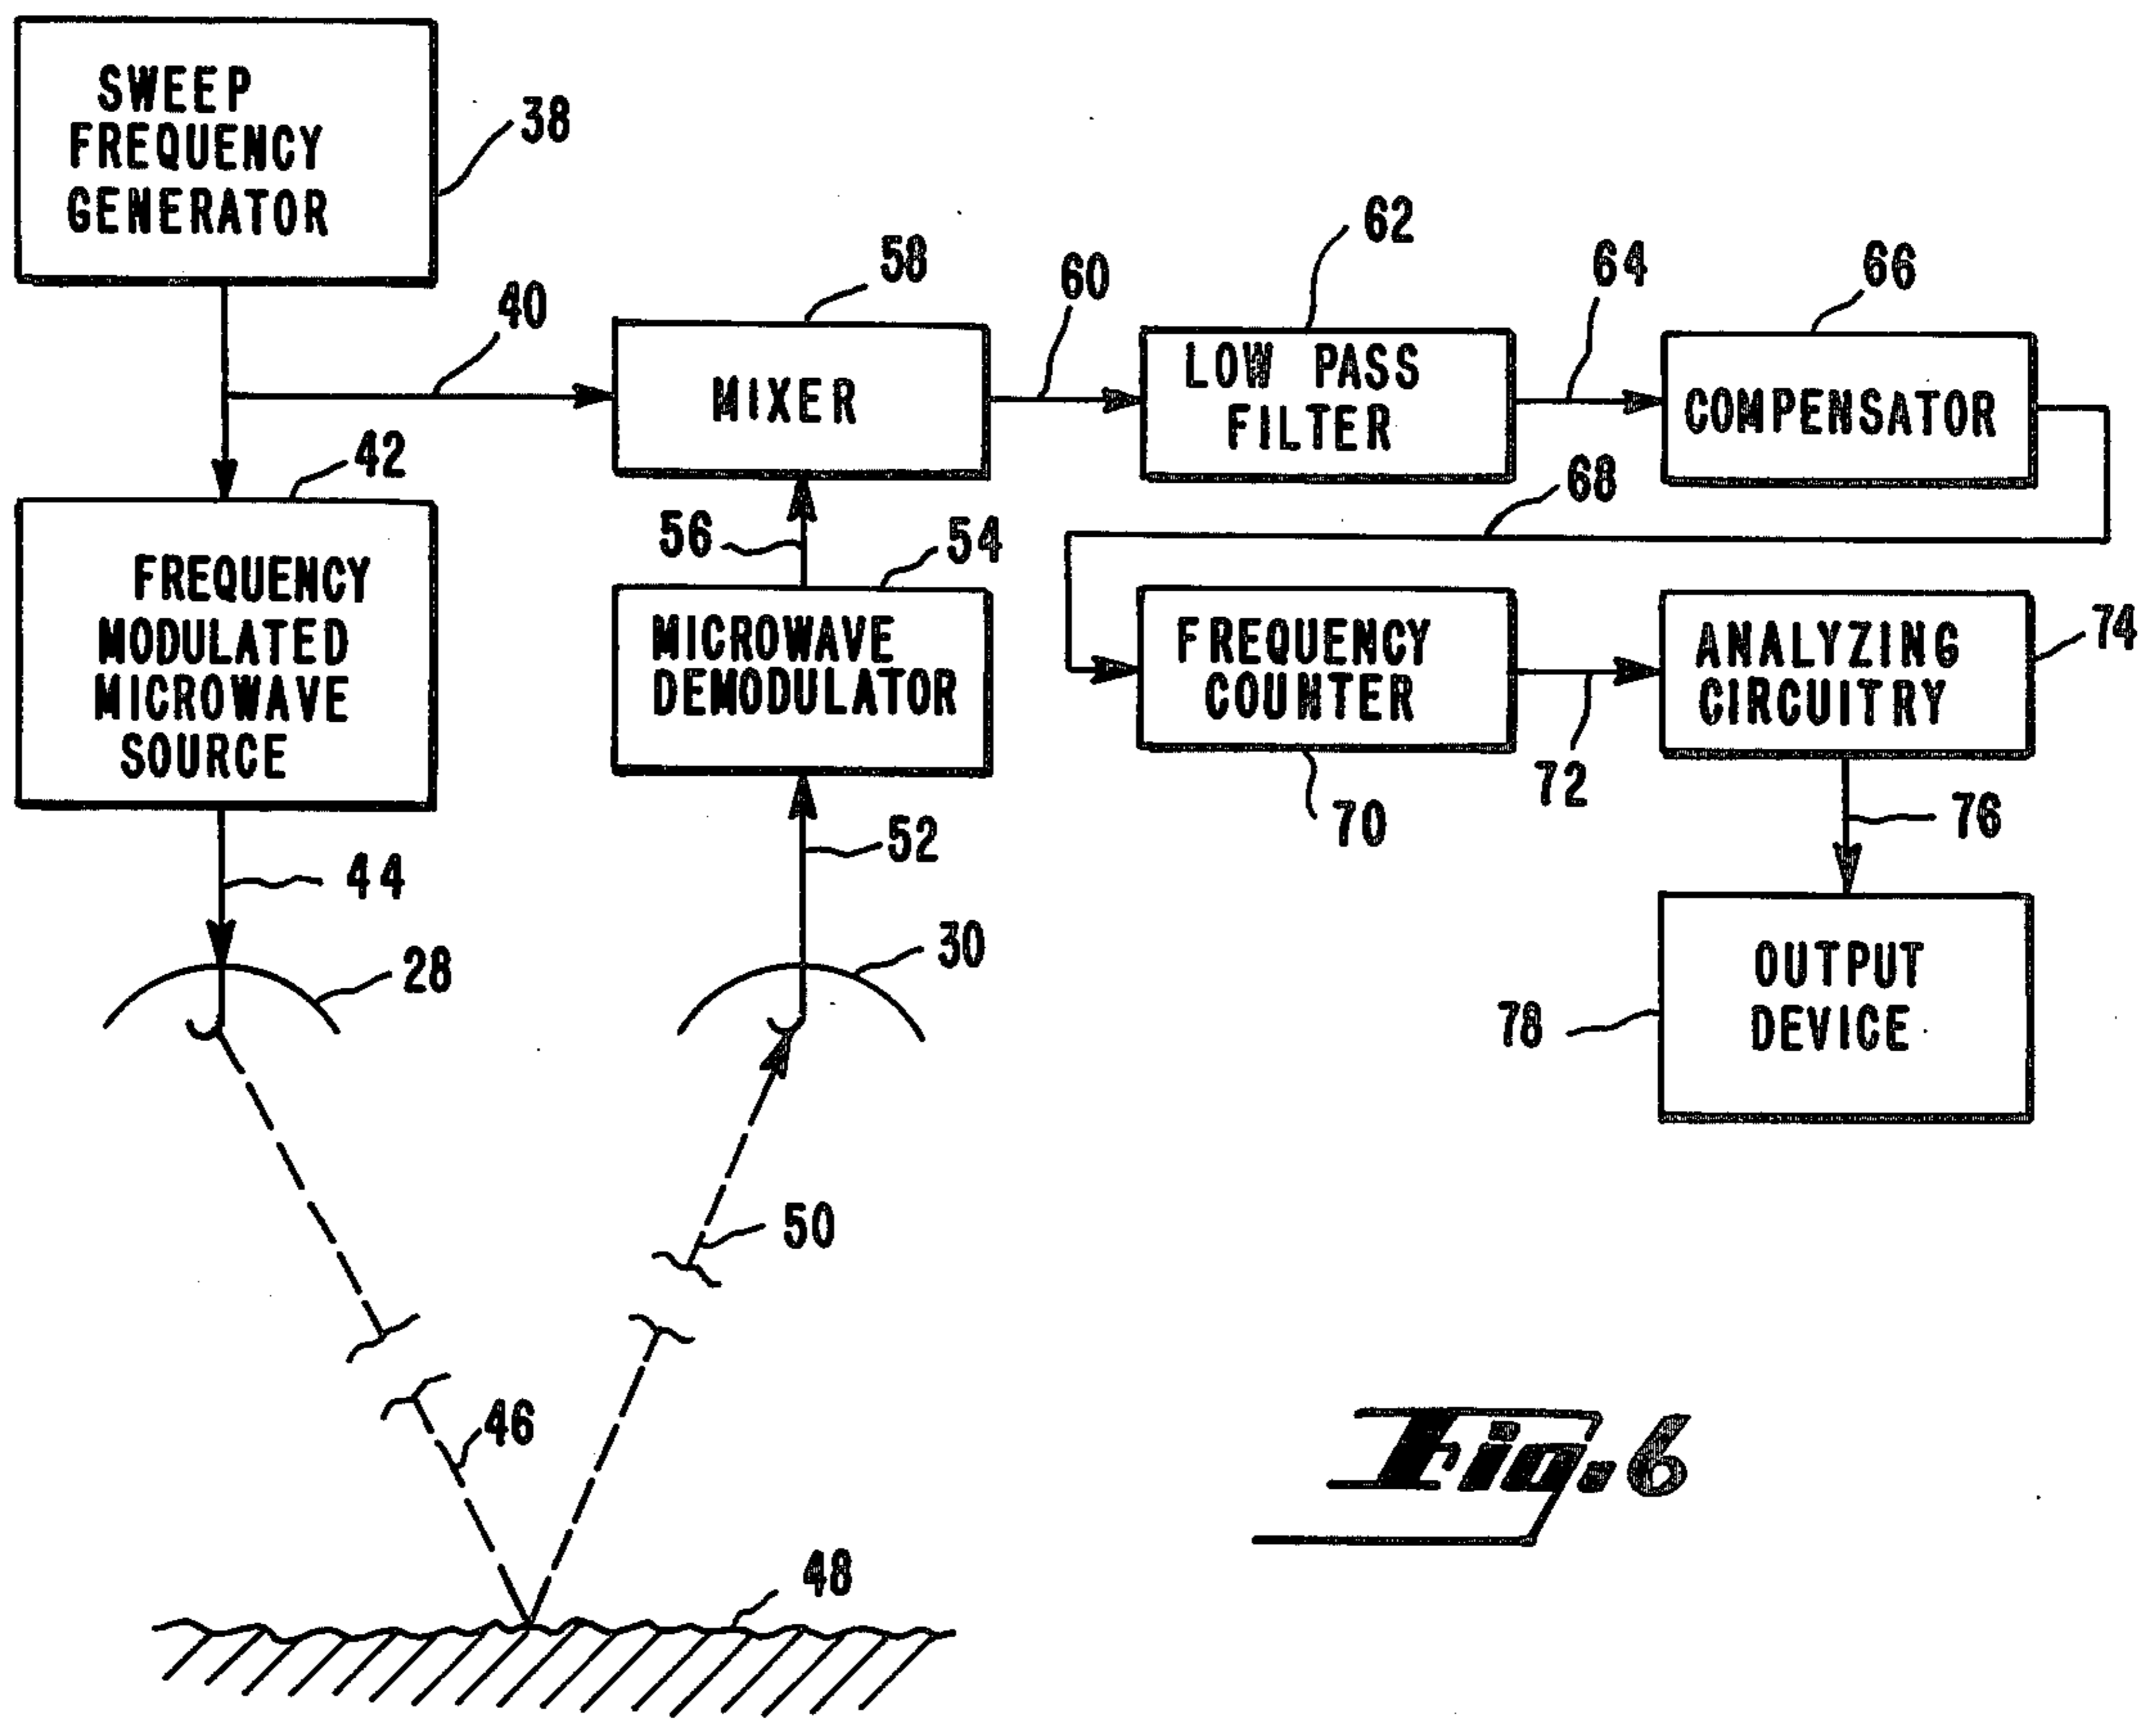 SWEEP
FREQUENCY
GENERATOR
38
40
58
MIXER
60
62
LOW PASS
FILTER
64
66
COMPENSATOR
68
42
FREQUENCY
MODULATED
MICROWAVE
SOURCE
56
54
MICROWAVE
DEMODULATOR
FREQUENCY
COUNTER
70
72
ANALYZING
CIRCUITRY
74
76
OUTPUT
DEVICE
78
44
52
28
30
50
46
48
Fig. 6